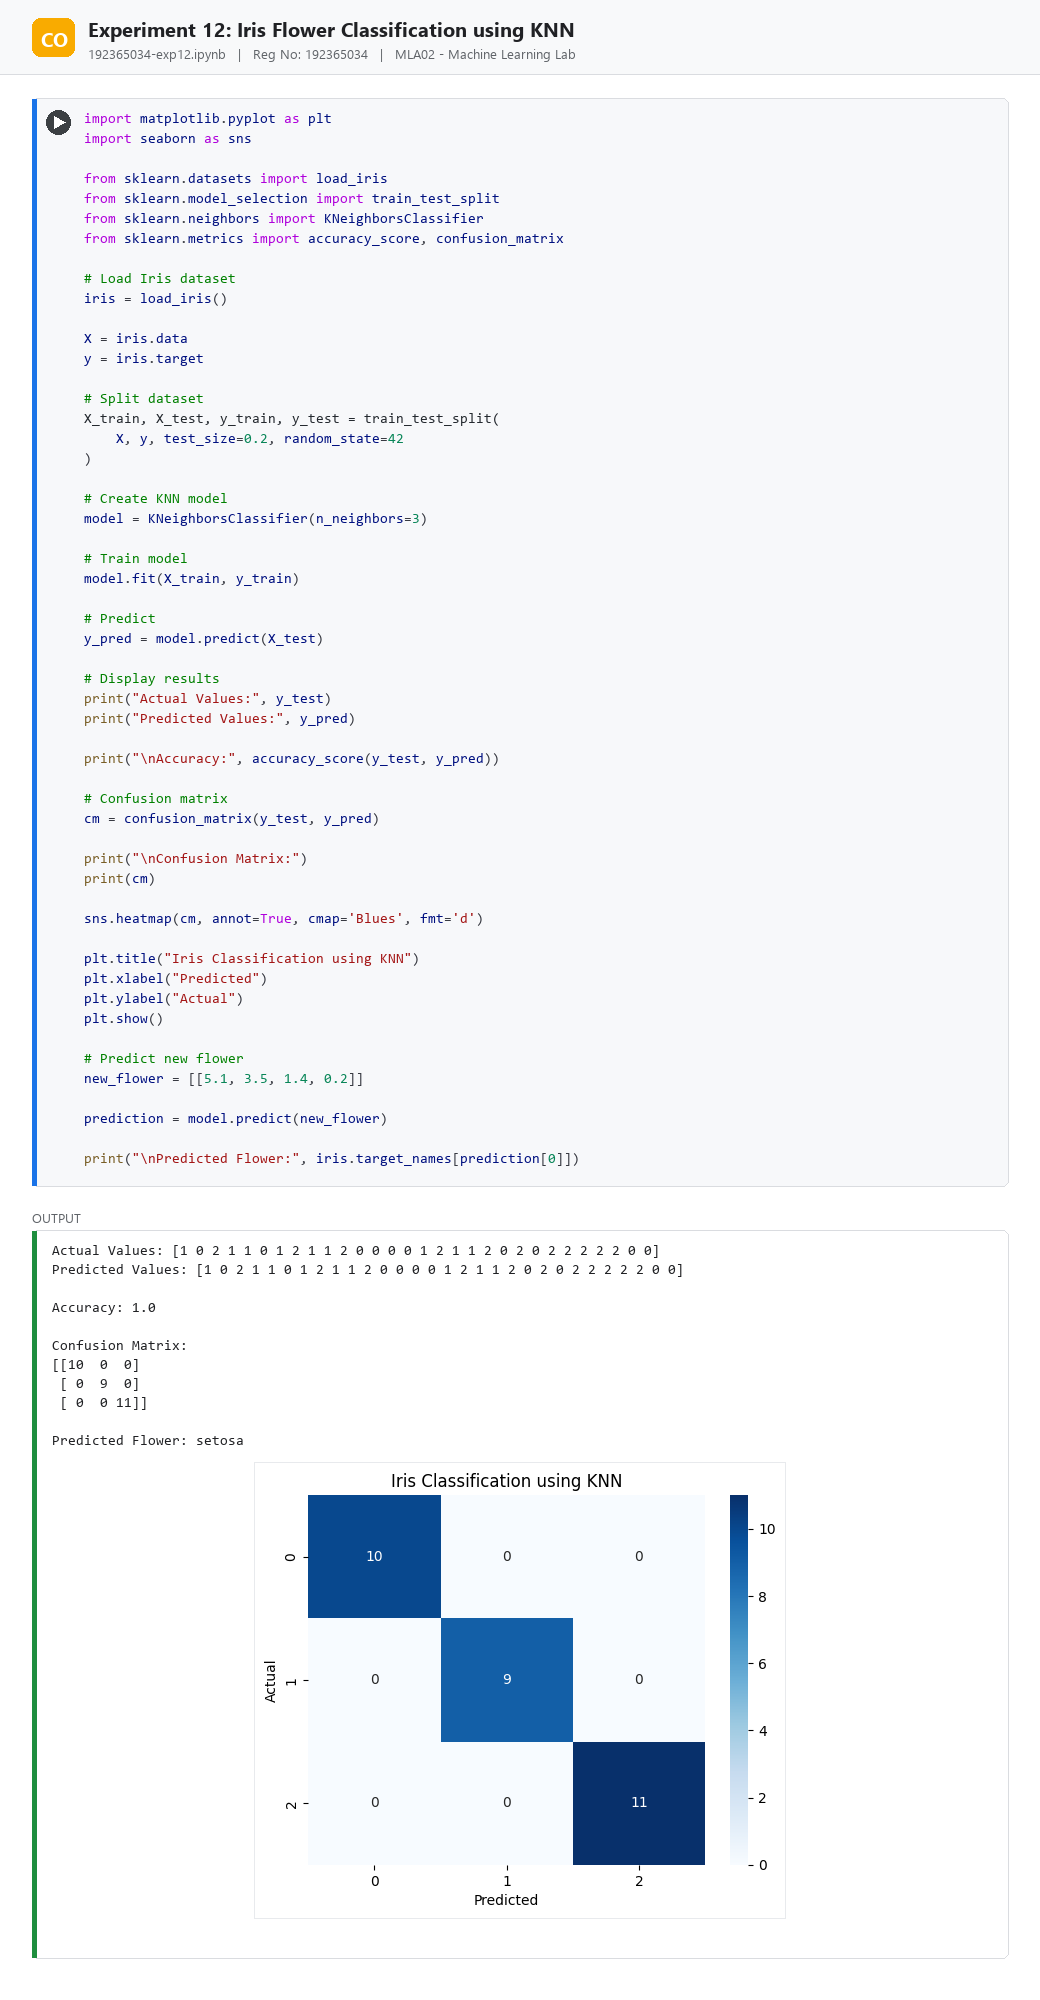 CO
Experiment 12: Iris Flower Classification using KNN
192365034-exp12.ipynb | Reg No: 192365034 | MLA02 - Machine Learning Lab
import matplotlib.pyplot as plt
import seaborn as sns
from sklearn.datasets import load_iris
from sklearn.model_selection import train_test_split
from sklearn.neighbors import KNeighborsClassifier
from sklearn.metrics import accuracy_score, confusion_matrix
# Load Iris dataset
iris = load_iris()
X = iris.data
y = iris.target
# Split dataset
X_train, X_test, y_train, y_test = train_test_split(
    X, y, test_size=0.2, random_state=42
)
# Create KNN model
model = KNeighborsClassifier(n_neighbors=3)
# Train model
model.fit(X_train, y_train)
# Predict
y_pred = model.predict(X_test)
# Display results
print("Actual Values:", y_test)
print("Predicted Values:", y_pred)
print("\nAccuracy:", accuracy_score(y_test, y_pred))
# Confusion matrix
cm = confusion_matrix(y_test, y_pred)
print("\nConfusion Matrix:")
print(cm)
sns.heatmap(cm, annot=True, cmap='Blues', fmt='d')
plt.title("Iris Classification using KNN")
plt.xlabel("Predicted")
plt.ylabel("Actual")
plt.show()
# Predict new flower
new_flower = [[5.1, 3.5, 1.4, 0.2]]
prediction = model.predict(new_flower)
print("\nPredicted Flower:", iris.target_names[prediction[0]])
OUTPUT
Actual Values: [1 0 2 1 1 0 1 2 1 1 2 0 0 0 0 1 2 1 1 2 0 2 0 2 2 2 2 2 0 0]
Predicted Values: [1 0 2 1 1 0 1 2 1 1 2 0 0 0 0 1 2 1 1 2 0 2 0 2 2 2 2 2 0 0]
Accuracy: 1.0
Confusion Matrix:
[[10  0  0]
 [ 0  9  0]
 [ 0  0 11]]
Predicted Flower: setosa
Iris Classification using KNN
10 0 0
0 9 0
0 0 11
Actual
0
1
2
0 1 2
Predicted
10
8
6
4
2
0